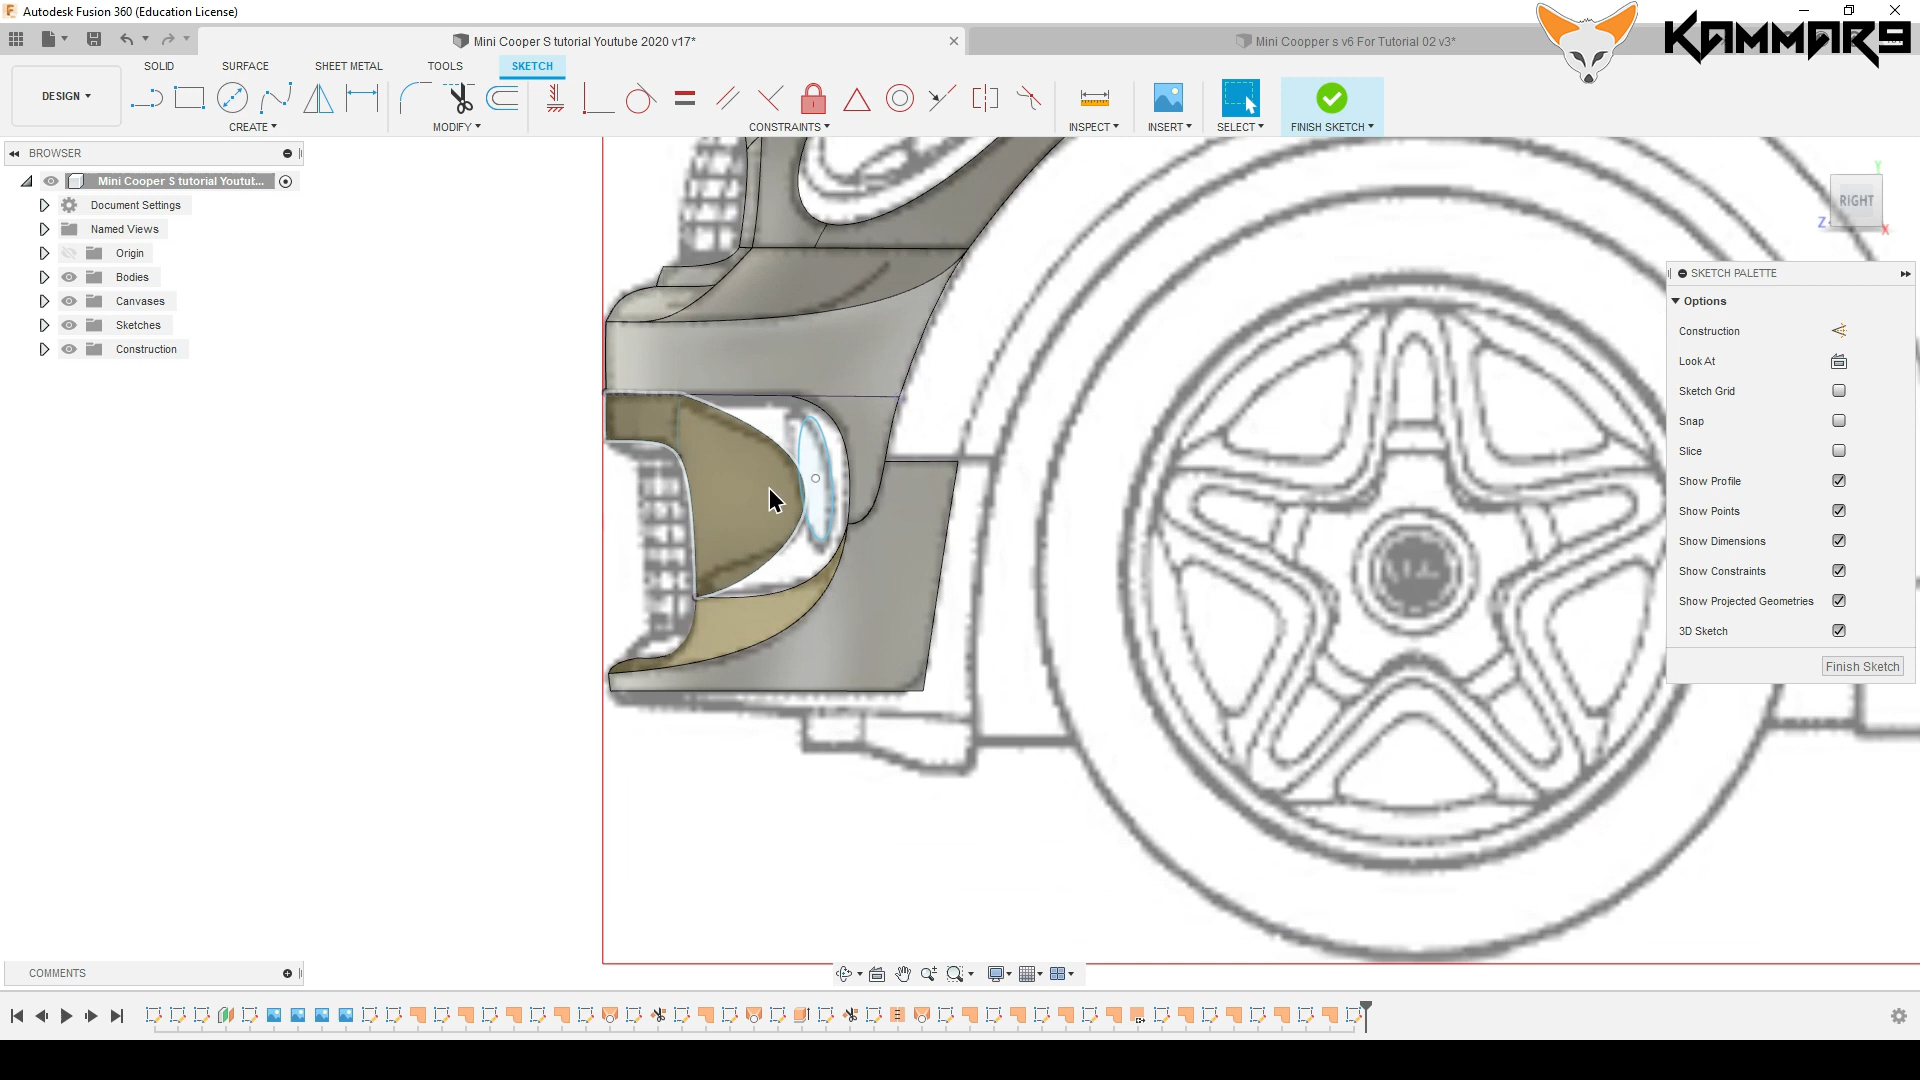 Autodesk Fusion 360 (Education License)
KAMMAR9
Mini Cooper S tutorial Youtube 2020 v17*
Mini Coopper s v6 For Tutorial 02 v3*
SOLID SURFACE SHEET METAL TOOLS SKETCH
DESIGN
CREATE MODIFY CONSTRAINTS INSPECT INSERT SELECT FINISH SKETCH
BROWSER
Mini Cooper S tutorial Youtut...
Document Settings
Named Views
Origin
Bodies
Canvases
Sketches
Construction
Y
RIGHT
Z
X
SKETCH PALETTE
Options
Construction
Look At
Sketch Grid
Snap
Slice
Show Profile
Show Points
Show Dimensions
Show Constraints
Show Projected Geometries
3D Sketch
Finish Sketch
COMMENTS